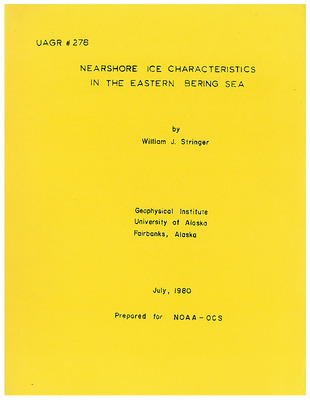 UAGR #276
NEARSHORE ICE CHARACTERISTICS
IN THE EASTERN BERING SEA
by
William J. Stringer
Geophysical Institute
University of Alaska
Fairbanks, Alaska
July, 1980
Prepared for NOAA-OCS